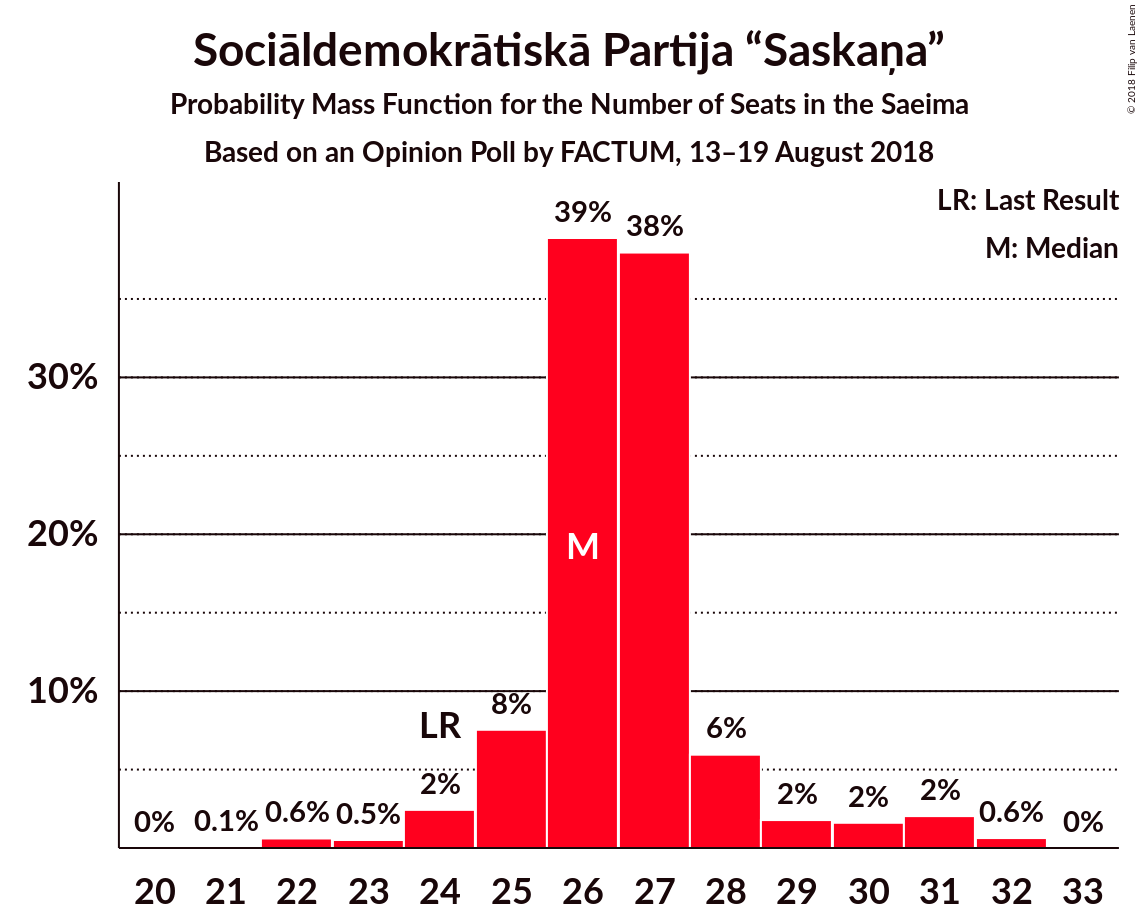 Sociāldemokrātiskā Partija “Saskaņa”
Probability Mass Function for the Number of Seats in the Saeima
Based on an Opinion Poll by FACTUM, 13–19 August 2018
© 2018 Filip van Laenen
LR: Last Result
M: Median
39%
38%
30%
20%
M
10%
LR
8%
6%
0%
0.1%
0.6%
0.5%
2%
2%
2%
2%
0.6%
0%
20 21 22 23 24 25 26 27 28 29 30 31 32 33